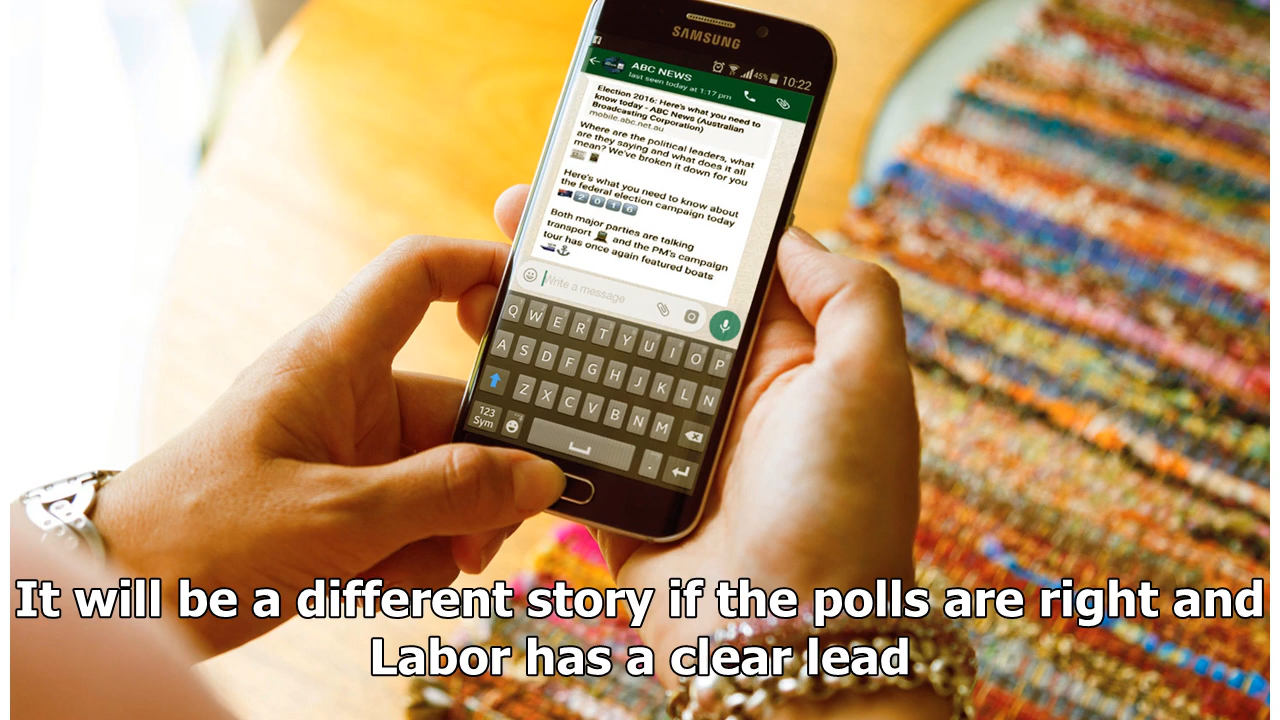 SAMSUNG
45% 10:22
ABC NEWS
last seen today at 1:17 pm
Election 2016: Here's what you need to
know today - ABC News (Australian
Broadcasting Corporation)
mobile.abc.net.au
Where are the political leaders, what
are they saying and what does it all
mean? We've broken it down for you
Here's what you need to know about
the federal election campaign today
2 0 1 6
Both major parties are talking
transport and the PM's campaign
tour has once again featured boats
Write a message
Q W E R T Y U I O P
A S D F G H J K L N
Z X C V B N M
123
Sym
.
It will be a different story if the polls are right and
Labor has a clear lead